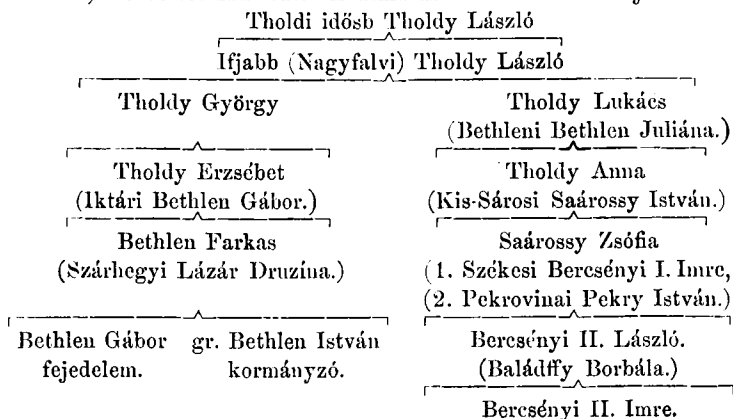 Tholdi idősb Tholdy László
Ifjabb (Nagyfalvi) Tholdy László
Tholdy György Tholdy Lukács
(Bethleni Bethlen Juliána.)
Tholdy Erzsébet Tholdy Anna
(Iktári Bethlen Gábor.) (Kis-Sárosi Saárossy István.)
Bethlen Farkas Saárossy Zsófia
(Szárhegyi Lázár Druzína.) (1. Székesi Bercsényi I. Imre,
(2. Pekrovinai Pekry István.)
Bethlen Gábor gr. Bethlen István Bercsényi II. László.
fejedelem. kormányzó. (Baládffy Borbála.)
Bercsényi II. Imre.